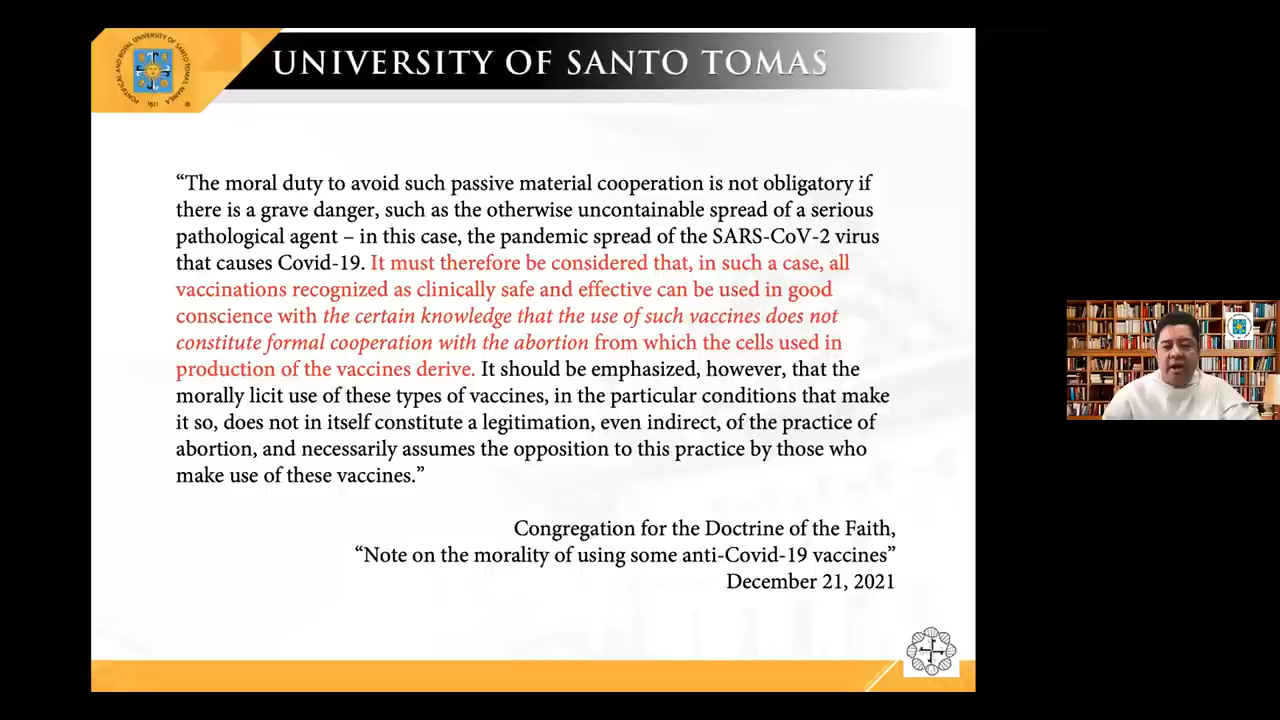 PONTIFICAL AND ROYAL UNIVERSITY OF SANTO TOMAS MANILA
1611
UNIVERSITY OF SANTO TOMAS
“The moral duty to avoid such passive material cooperation is not obligatory if
there is a grave danger, such as the otherwise uncontainable spread of a serious
pathological agent – in this case, the pandemic spread of the SARS-CoV-2 virus
that causes Covid-19. It must therefore be considered that, in such a case, all
vaccinations recognized as clinically safe and effective can be used in good
conscience with the certain knowledge that the use of such vaccines does not
constitute formal cooperation with the abortion from which the cells used in
production of the vaccines derive. It should be emphasized, however, that the
morally licit use of these types of vaccines, in the particular conditions that make
it so, does not in itself constitute a legitimation, even indirect, of the practice of
abortion, and necessarily assumes the opposition to this practice by those who
make use of these vaccines.”
Congregation for the Doctrine of the Faith,
“Note on the morality of using some anti-Covid-19 vaccines”
December 21, 2021